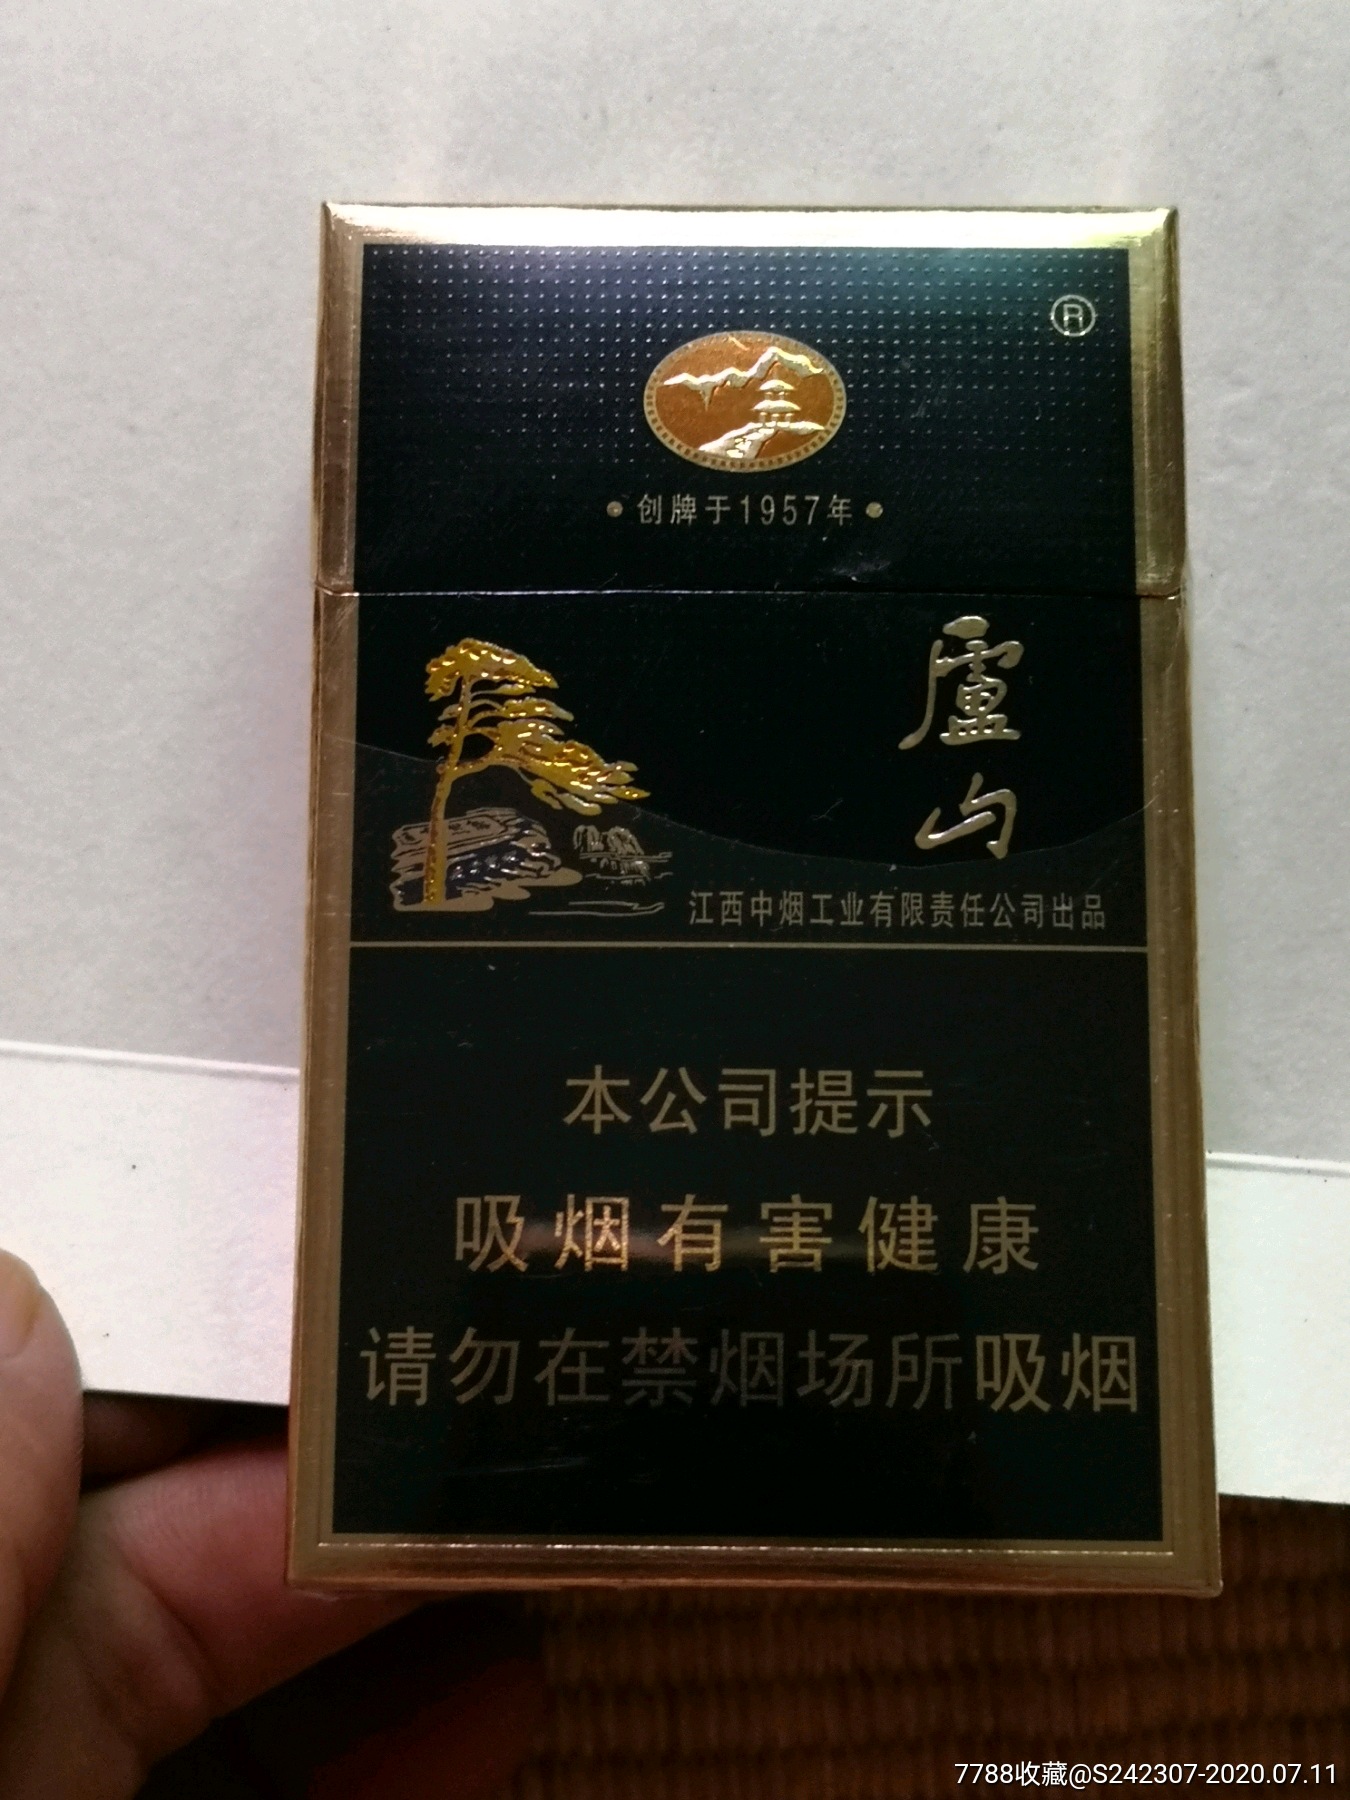 ®
创牌于1957年
廬山
江西中烟工业有限责任公司出品
本公司提示
吸烟有害健康
请勿在禁烟场所吸烟
7788收藏@S242307-2020.07.11